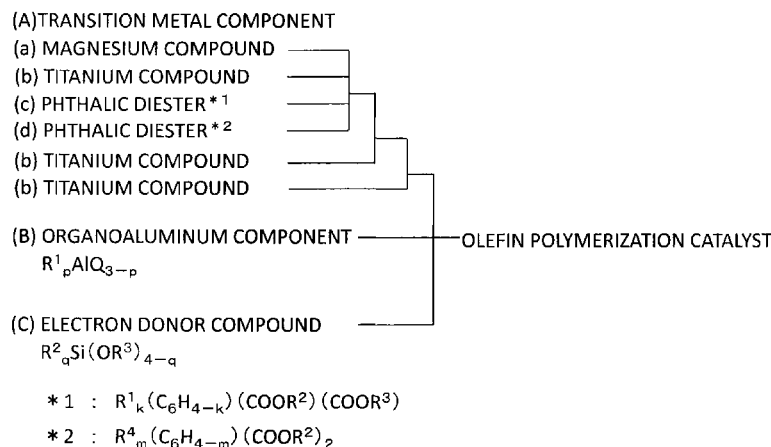 (A)TRANSITION METAL COMPONENT
(a) MAGNESIUM COMPOUND
(b) TITANIUM COMPOUND
(c) PHTHALIC DIESTER*1
(d) PHTHALIC DIESTER*2
(b) TITANIUM COMPOUND
(b) TITANIUM COMPOUND
(B) ORGANOALUMINUM COMPONENT
OLEFIN POLYMERIZATION CATALYST
R¹ₚAlQ₃₋ₚ
(C) ELECTRON DONOR COMPOUND
R²qSi(OR³)₄₋q
*1 : R¹ₖ(C₆H₄₋ₖ)(COOR²)(COOR³)
*2 : R⁴ₘ(C₆H₄₋ₘ)(COOR²)₂